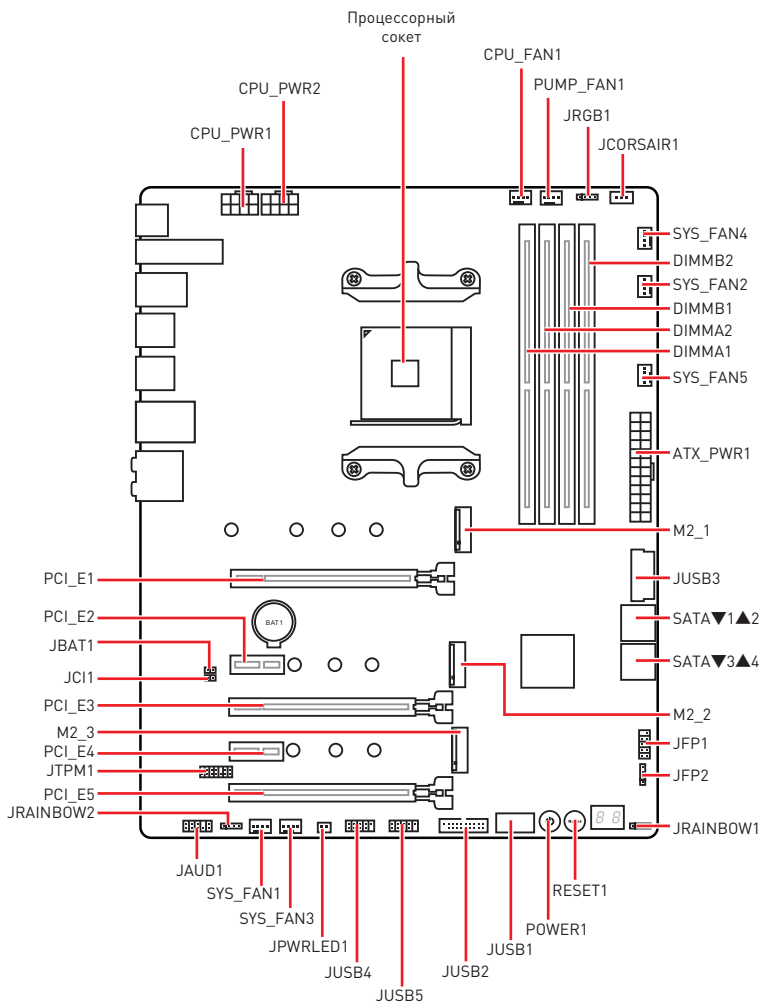 Процессорный
сокет
CPU_FAN1
PUMP_FAN1
CPU_PWR2
JRGB1
CPU_PWR1
JCORSAIR1
SYS_FAN4
DIMMB2
SYS_FAN2
DIMMB1
DIMMA2
DIMMA1
SYS_FAN5
ATX_PWR1
M2_1
PCI_E1
JUSB3
PCI_E2
BAT1
SATA▼1▲2
JBAT1
SATA▼3▲4
JCI1
PCI_E3
M2_2
M2_3
JFP1
PCI_E4
JTPM1
JFP2
PCI_E5
JRAINBOW2
88
JRAINBOW1
JAUD1
SYS_FAN1
RESET1
SYS_FAN3
POWER1
JPWRLED1
JUSB1
JUSB4
JUSB2
JUSB5